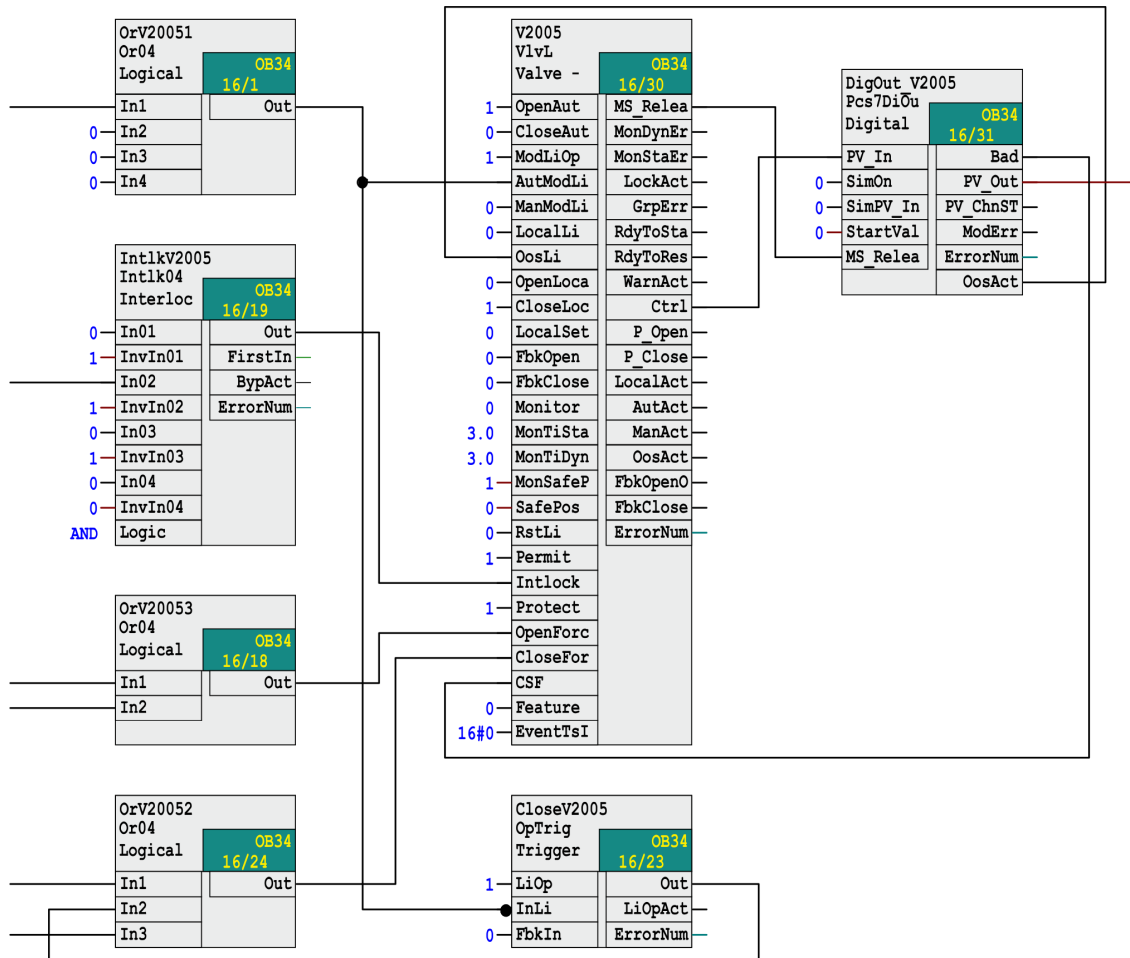 OrV20051
Or04
Logical
OB34
16/1
In1
Out
0
In2
0
In3
0
In4
IntlkV2005
Intlk04
Interloc
OB34
16/19
0
In01
Out
1
InvIn01
FirstIn
In02
BypAct
1
InvIn02
ErrorNum
0
In03
1
InvIn03
0
In04
0
InvIn04
AND
Logic
OrV20053
Or04
Logical
OB34
16/18
In1
Out
In2
OrV20052
Or04
Logical
OB34
16/24
In1
Out
In2
In3
V2005
VlvL
Valve -
OB34
16/30
1
OpenAut
MS_Relea
0
CloseAut
MonDynEr
1
ModLiOp
MonStaEr
AutModLi
LockAct
0
ManModLi
GrpErr
0
LocalLi
RdyToSta
OosLi
RdyToRes
0
OpenLoca
WarnAct
1
CloseLoc
Ctrl
0
LocalSet
P_Open
0
FbkOpen
P_Close
0
FbkClose
LocalAct
0
Monitor
AutAct
3.0
MonTiSta
ManAct
3.0
MonTiDyn
OosAct
1
MonSafeP
FbkOpenO
0
SafePos
FbkClose
0
RstLi
ErrorNum
1
Permit
Intlock
1
Protect
OpenForc
CloseFor
CSF
0
Feature
16#0
EventTsI
CloseV2005
OpTrig
Trigger
OB34
16/23
1
LiOp
Out
InLi
LiOpAct
0
FbkIn
ErrorNum
DigOut_V2005
Pcs7DiOu
Digital
OB34
16/31
PV_In
Bad
0
SimOn
PV_Out
0
SimPV_In
PV_ChnST
0
StartVal
ModErr
MS_Relea
ErrorNum
OosAct